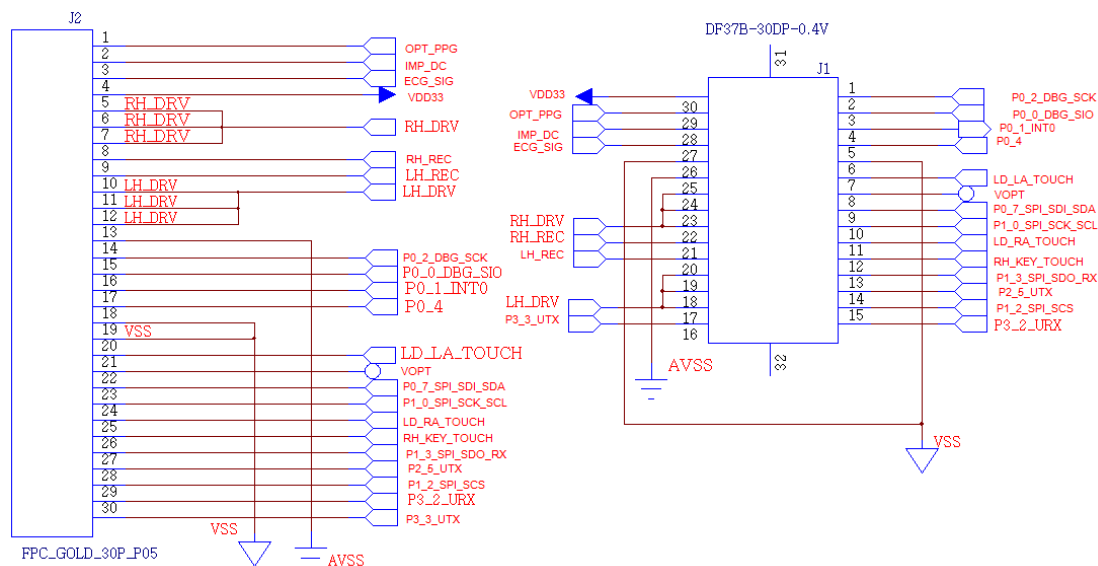 J2
1
OPT_PPG
2
IMP_DC
3
ECG_SIG
4
VDD33
5
RH_DRV
6
RH_DRV
RH_DRV
7
RH_DRV
8
RH_REC
9
LH_REC
10
LH_DRV
LH_DRV
11
LH_DRV
12
LH_DRV
13
14
P0_2_DBG_SCK
15
P0_0_DBG_SIO
16
P0_1_INT0
17
P0_4
18
19
VSS
20
LD_LA_TOUCH
21
VOPT
22
P0_7_SPI_SDI_SDA
23
P1_0_SPI_SCK_SCL
24
LD_RA_TOUCH
25
RH_KEY_TOUCH
26
P1_3_SPI_SDO_RX
27
P2_5_UTX
28
P1_2_SPI_SCS
29
P3_2_URX
30
P3_3_UTX
VSS
AVSS
FPC_GOLD_30P_P05
DF37B-30DP-0.4V
31
J1
VDD33
30
OPT_PPG
29
IMP_DC
28
ECG_SIG
27
26
25
24
RH_DRV
23
RH_REC
22
LH_REC
21
20
19
LH_DRV
18
P3_3_UTX
17
16
1
P0_2_DBG_SCK
2
P0_0_DBG_SIO
3
P0_1_INT0
4
P0_4
5
6
LD_LA_TOUCH
7
VOPT
8
P0_7_SPI_SDI_SDA
9
P1_0_SPI_SCK_SCL
10
LD_RA_TOUCH
11
RH_KEY_TOUCH
12
P1_3_SPI_SDO_RX
13
P2_5_UTX
14
P1_2_SPI_SCS
15
P3_2_URX
32
AVSS
VSS